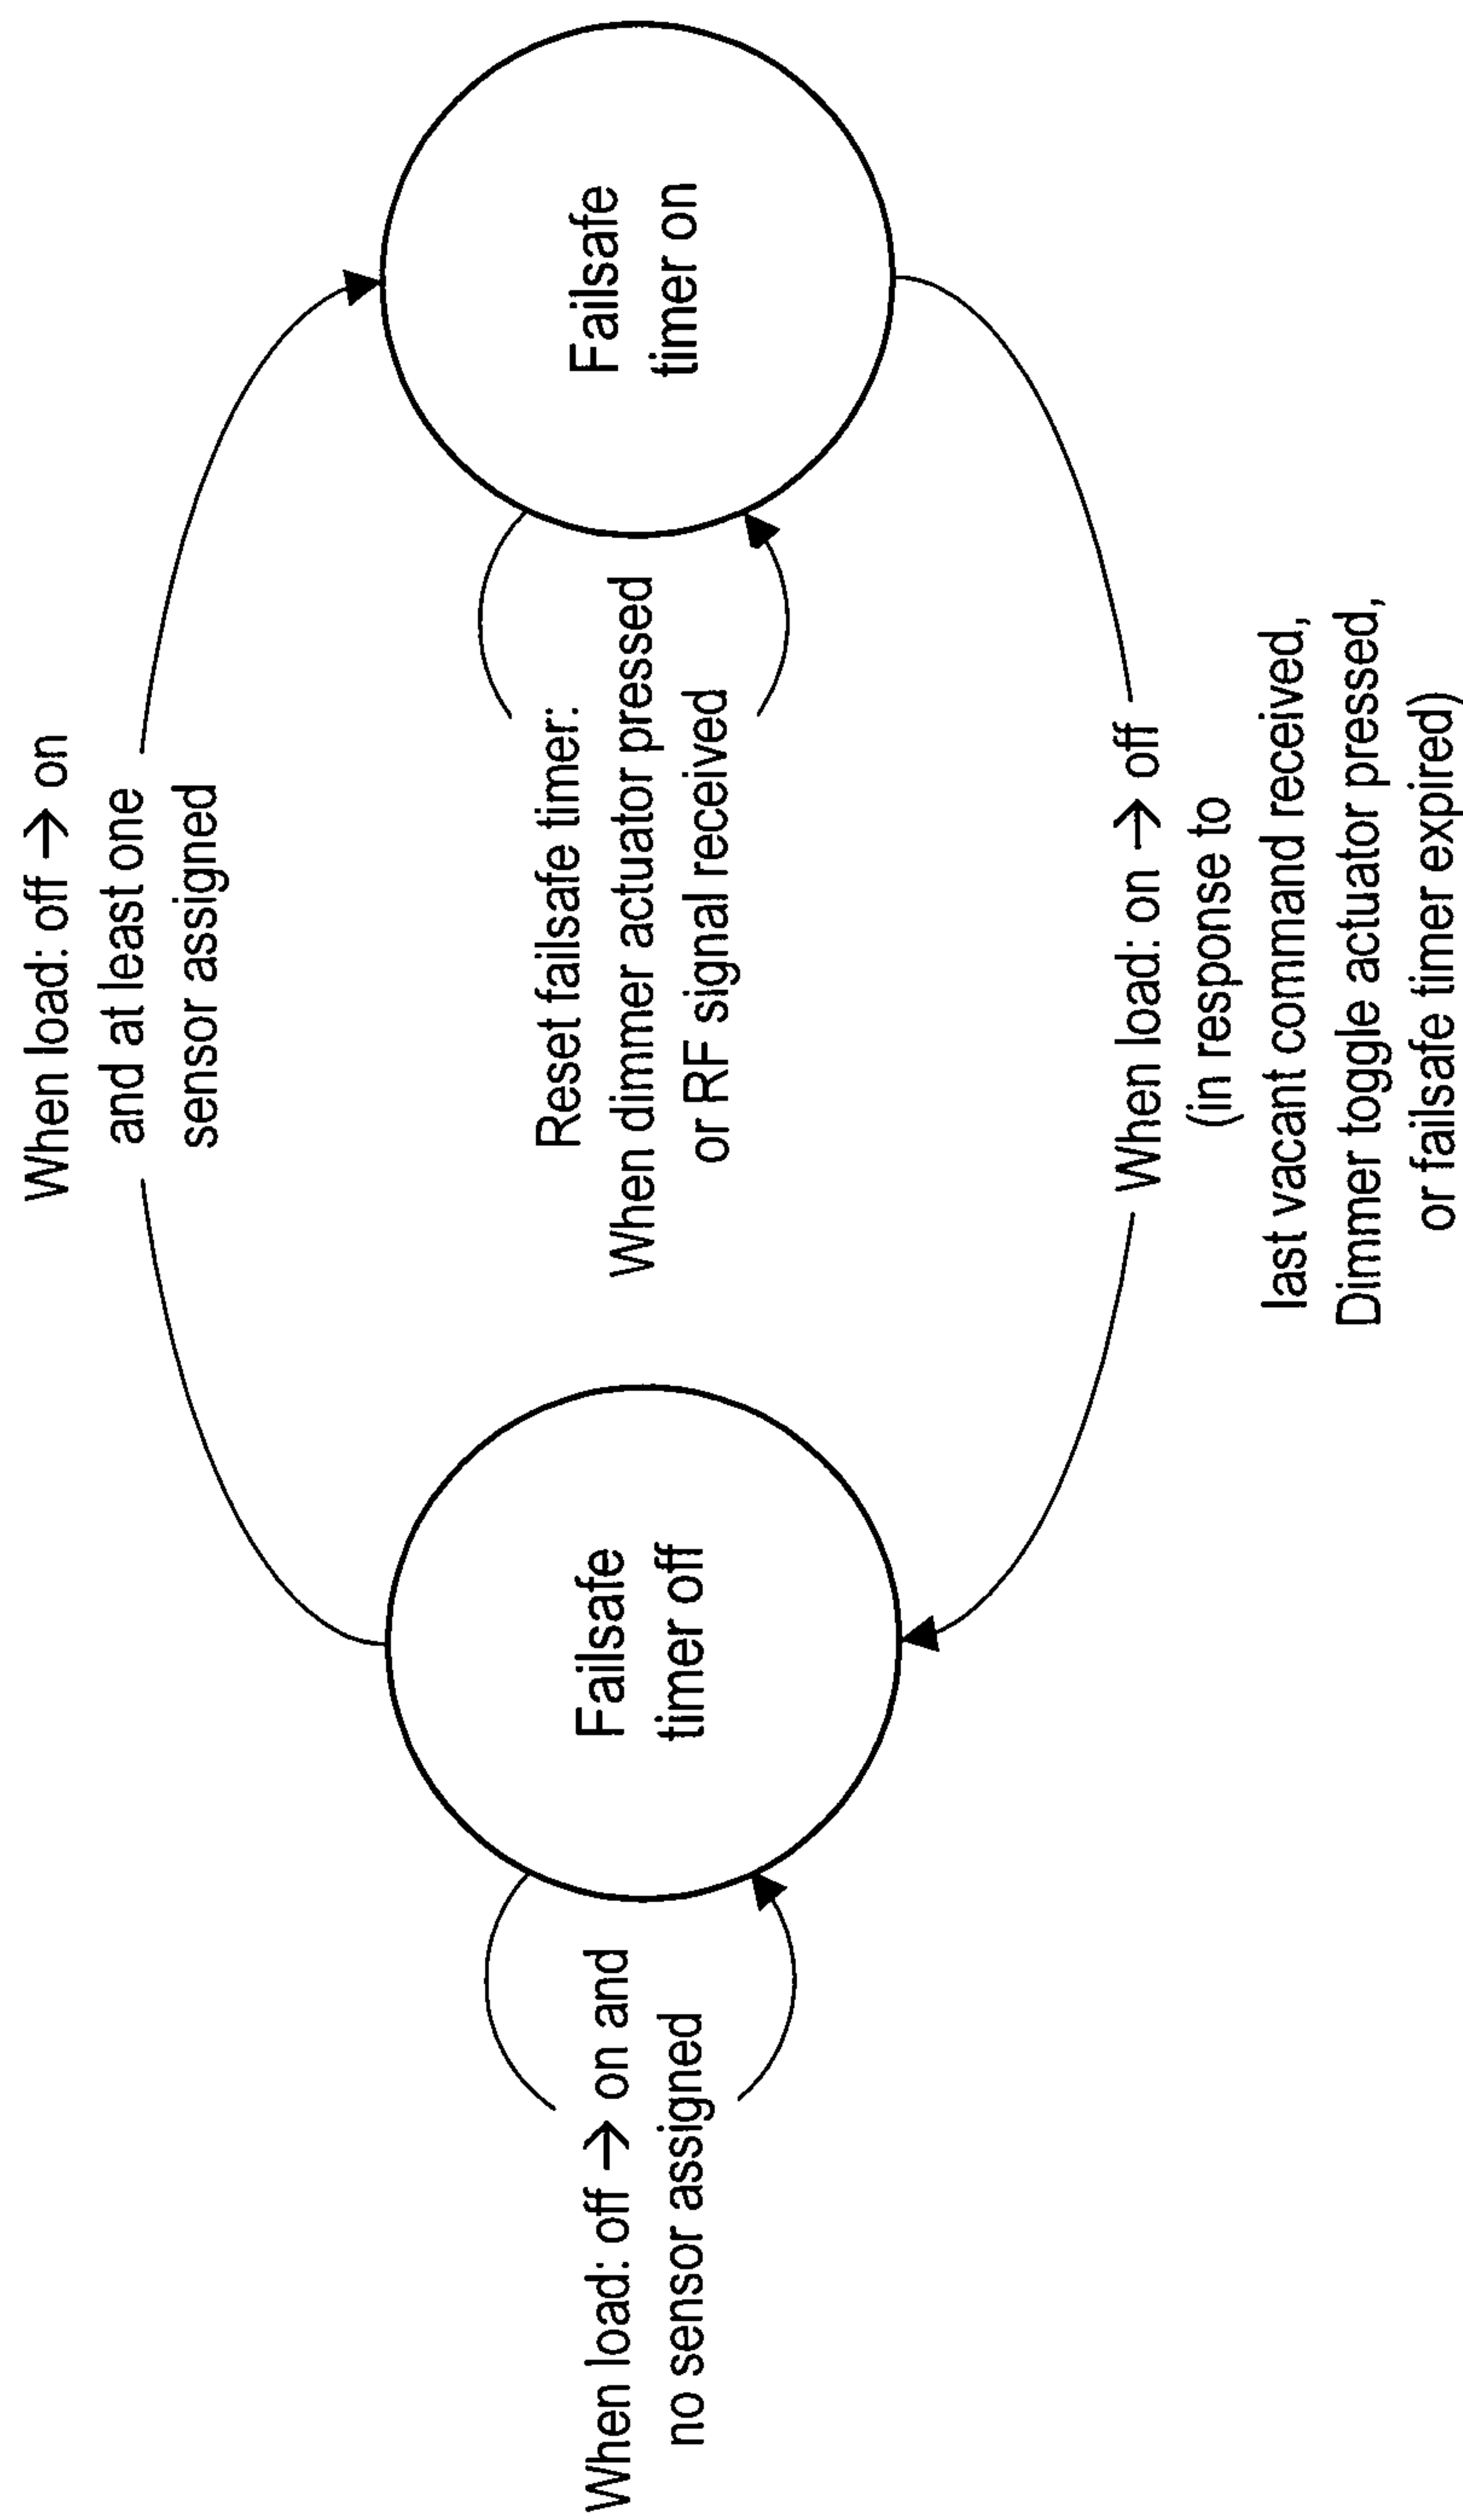 When load: off → on
and at least one
sensor assigned
When load: off → on and
no sensor assigned
Failsafe
timer off
Reset failsafe timer:
When dimmer actuator pressed
or RF signal received
Failsafe
timer on
When load: on → off
(in response to
last vacant command received,
Dimmer toggle actuator pressed,
or failsafe timer expired)